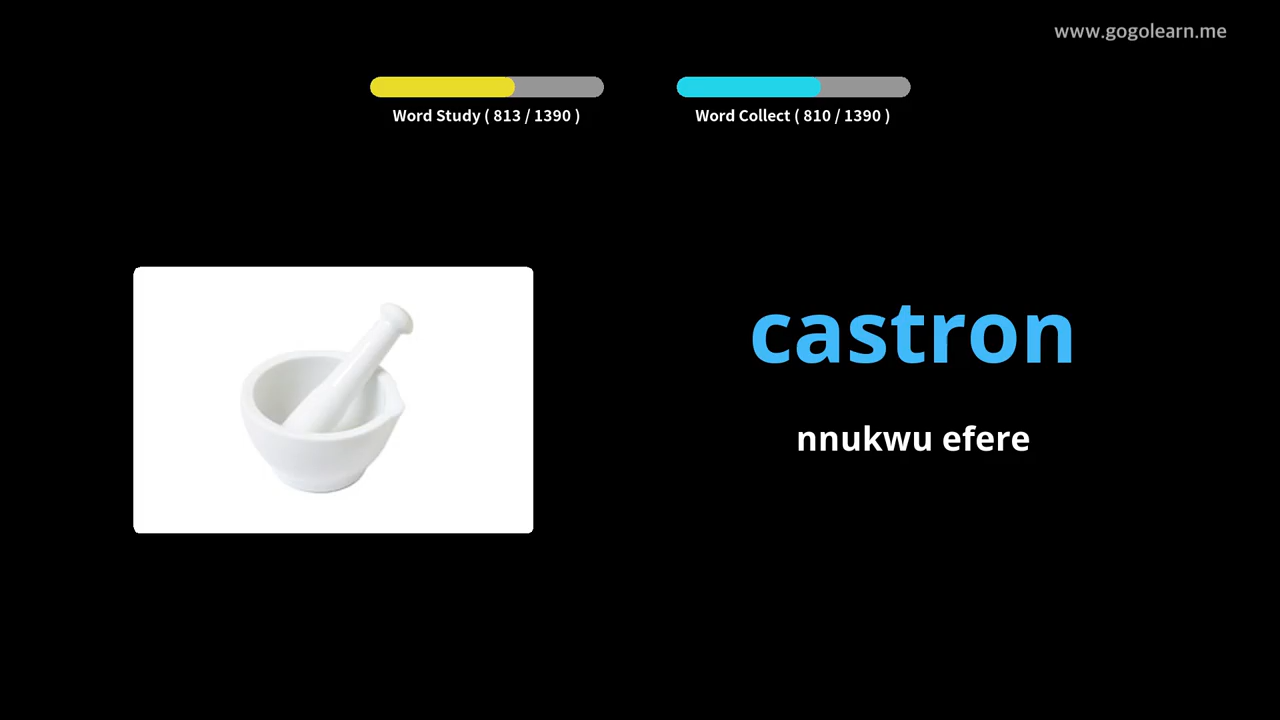 www.gogolearn.me
Word Study ( 813 / 1390 )
Word Collect ( 810 / 1390 )
castron
nnukwu efere